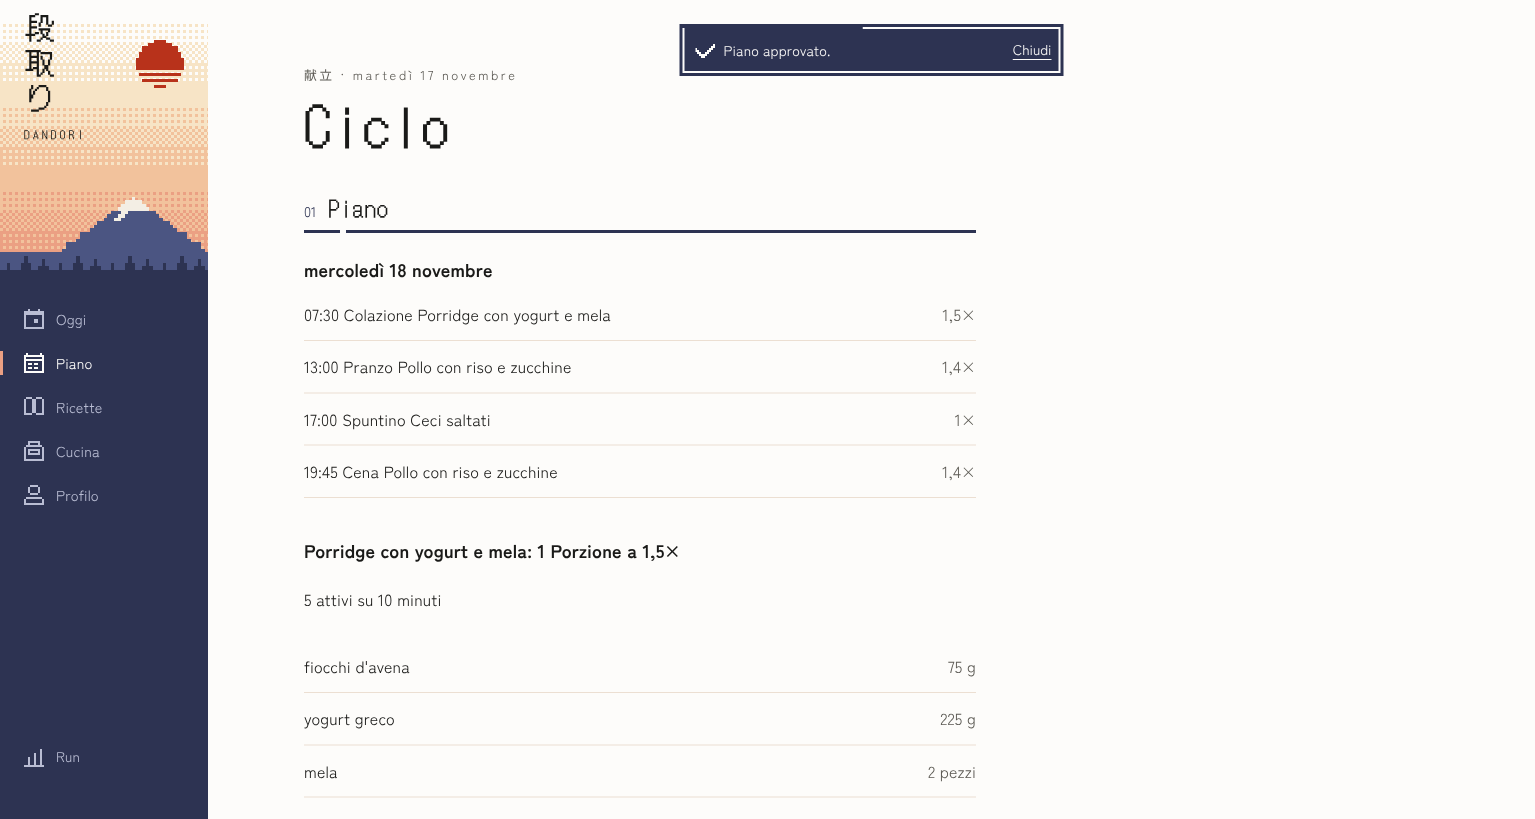 段取り
DANDORI
Oggi
Piano
Ricette
Cucina
Profilo
Run
Piano approvato.
Chiudi
献立 · martedì 17 novembre
Ciclo
01 Piano
mercoledì 18 novembre
07:30 Colazione Porridge con yogurt e mela 1,5×
13:00 Pranzo Pollo con riso e zucchine 1,4×
17:00 Spuntino Ceci saltati 1×
19:45 Cena Pollo con riso e zucchine 1,4×
Porridge con yogurt e mela: 1 Porzione a 1,5×
5 attivi su 10 minuti
fiocchi d'avena 75 g
yogurt greco 225 g
mela 2 pezzi